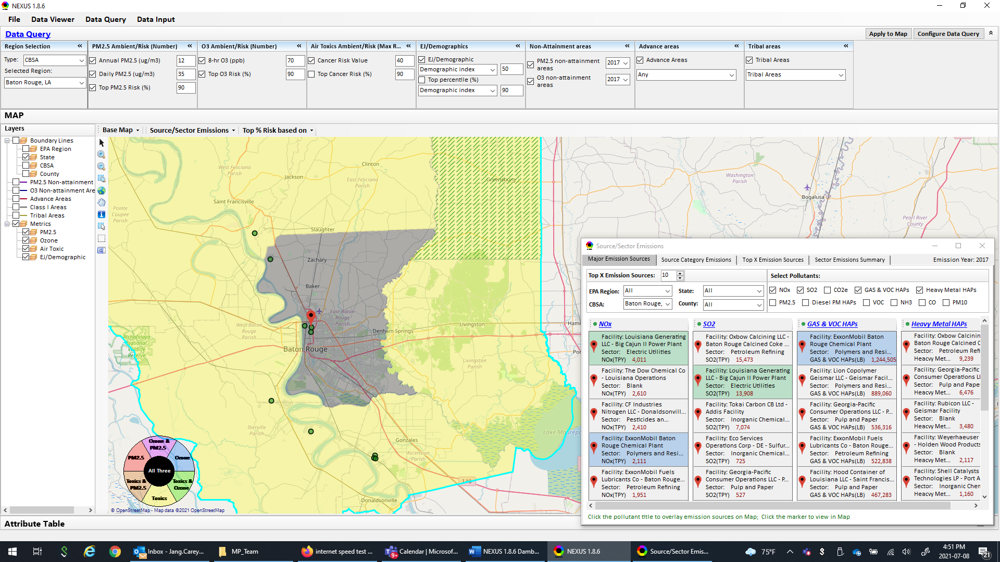 NEXUS 1.8.6
File Data Viewer Data Query Data Input
Data Query
Apply to Map Configure Data Query
Region Selection
Type: CBSA
Selected Region:
Baton Rouge, LA
PM2.5 Ambient/Risk (Number)
Annual PM2.5 (ug/m3) 12
Daily PM2.5 (ug/m3) 35
Top PM2.5 Risk (%) 90
O3 Ambient/Risk (Number)
8-hr O3 (ppb) 70
Top O3 Risk (%) 90
Air Toxics Ambient/Risk (Max R...
Cancer Risk Value 40
Top Cancer Risk (%) 90
EJ/Demographics
EJ/Demographic
Demographic index 50
Top percentile (%)
Demographic index 90
Non-Attainment areas
PM2.5 non-attainment areas 2017
O3 non-attainment areas 2017
Advance areas
Advance Areas
Any
Tribal areas
Tribal Areas
Tribal Areas
MAP
Layers
Boundary Lines
EPA Region
State
CBSA
County
PM2.5 Non-attainment
O3 Non-attainment Are
Advance Areas
Class I Areas
Tribal Areas
Metrics
PM2.5
Ozone
Air Toxic
EJ/Demographic
Base Map Source/Sector Emissions Top % Risk based on
Clinton
West Feliciana Parish
Jackson
East Feliciana Parish
Greensburg
Washington Parish
Bogalusa
Saint Francisville
Pointe Coupee Parish
Pearl River County
Slaughter
Zachary
Baker
East Baton Rouge Parish
West Baton Rouge Parish
Denham Springs
Livingston
Atchafalaya National Wildlife Refuge
Baton Rouge
Livingston Parish
Iberville Parish
Gonzales
Ascension Parish
Lake Maurepa
I 10
Donaldsonville
Ozone & PM2.5
PM2.5
Ozone
All Three
Toxics & PM2.5
Toxics & Ozone
Toxics
© OpenStreetMap - Map data ©2021 OpenStreetMap
Source/Sector Emissions
Major Emission Sources Source Category Emissions Top X Emission Sources Sector Emissions Summary Emission Year: 2017
Top X Emission Sources: 10
EPA Region: All State: All
CBSA: Baton Rouge, County: All
Select Pollutants:
NOx SO2 CO2e GAS & VOC HAPs Heavy Metal HAPs
PM2.5 Diesel PM HAPs VOC NH3 CO PM10
NOx
Facility: Louisiana Generating
LLC - Big Cajun II Power Plant
Sector: Electric Utilities
NOx(TPY) 4,011
Facility: The Dow Chemical Co
- Louisiana Operations
Sector: Blank
NOx(TPY) 2,610
Facility: CF Industries
Nitrogen LLC - Donaldsonvill...
Sector: Pesticides an...
NOx(TPY) 2,410
Facility: ExxonMobil Baton
Rouge Chemical Plant
Sector: Polymers and Resi...
NOx(TPY) 2,111
Facility: ExxonMobil Fuels
Lubricants Co - Baton Rouge...
Sector: Petroleum Refining
NOx(TPY) 1,951
SO2
Facility: Oxbow Calcining LLC -
Baton Rouge Calcined Coke ...
Sector: Petroleum Refining
SO2(TPY) 15,473
Facility: Louisiana Generating
LLC - Big Cajun II Power Plant
Sector: Electric Utilities
SO2(TPY) 13,908
Facility: Tokai Carbon CB Ltd -
Addis Facility
Sector: Inorganic Chemical...
SO2(TPY) 7,074
Facility: Eco Services
Operations Corp - DE - Sulfur...
Sector: Inorganic Chemical...
SO2(TPY) 725
Facility: Georgia-Pacific
Consumer Operations LLC - P...
Sector: Pulp and Paper
SO2(TPY) 527
GAS & VOC HAPs
Facility: ExxonMobil Baton
Rouge Chemical Plant
Sector: Polymers and Resi...
GAS & VOC HAPs(LB) 1,244,505
Facility: Lion Copolymer
Geismar LLC - Geismar Facil...
Sector: Polymers and Resi...
GAS & VOC HAPs(LB) 889,060
Facility: Georgia-Pacific
Consumer Operations LLC - P...
Sector: Pulp and Paper
GAS & VOC HAPs(LB) 536,316
Facility: ExxonMobil Fuels
Lubricants Co - Baton Rouge...
Sector: Petroleum Refining
GAS & VOC HAPs(LB) 522,838
Facility: Hood Container of
Louisiana LLC - Saint Francis...
Sector: Pulp and Paper
GAS & VOC HAPs(LB) 467,283
Heavy Metal HAPs
Facility: Oxbow Calcinin
Baton Rouge Calcined C
Sector: Petroleum Refi
Heavy Met... 9,239
Facility: Georgia-Pacific
Consumer Operations Ll
Sector: Pulp and Pape
Heavy Met... 6,476
Facility: Rubicon LLC -
Geismar Facility
Sector: Blank
Heavy Met... 3,480
Facility: Weyerhaeuser
- Holden Wood Products
Sector: Blank
Heavy Met... 2,117
Facility: Shell Catalysts
Technologies LP - Port A
Sector: Inorganic Chen
Heavy Met... 1,160
Click the pollutant title to overlay emission sources on Map; Click the marker to view in Map
Attribute Table
Inbox - Jang.Carey... MP_Team internet speed test ... Calendar | Microsof... NEXUS 1.8.6 Damb... NEXUS 1.8.6 Source/Sector Emis... 75°F
4:51 PM
2021-07-08
21
9+